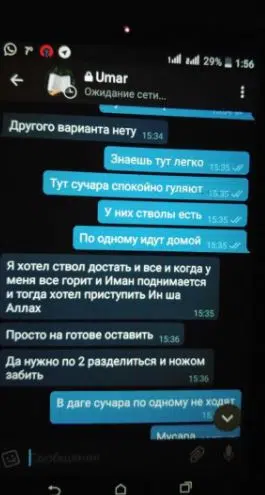 29% 1:56
Umar
Ожидание сети...
Другого варианта нету 15:34
Знаешь тут легко 15:35
Тут сучара спокойно гуляют 15:35
У них стволы есть 15:35
По одному идут домой 15:35
Я хотел ствол достать и все и когда у
меня все горит и Иман поднимается
и тогда хотел приступить Ин ша
Аллах
15:35
Просто на готове оставить 15:36
Да нужно по 2 разделиться и ножом
забить
15:36
В даге сучара по одному не ходят
Мусара
Сообщение